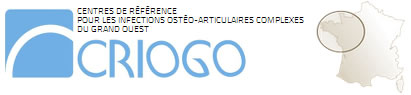 CENTRES DE RÉFÉRENCE
POUR LES INFECTIONS OSTÉO-ARTICULAIRES COMPLEXES
DU GRAND OUEST
CRIOGO